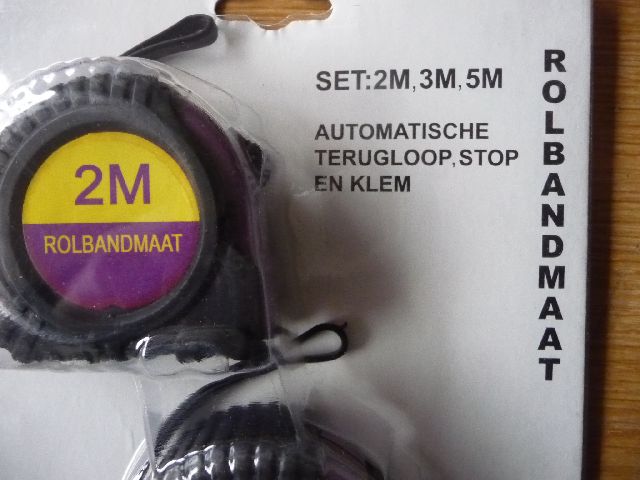 SET:2M,3M,5M
AUTOMATISCHE
TERUGLOOP,STOP
EN KLEM
ROLBANDMAAT
2M
ROLBANDMAAT